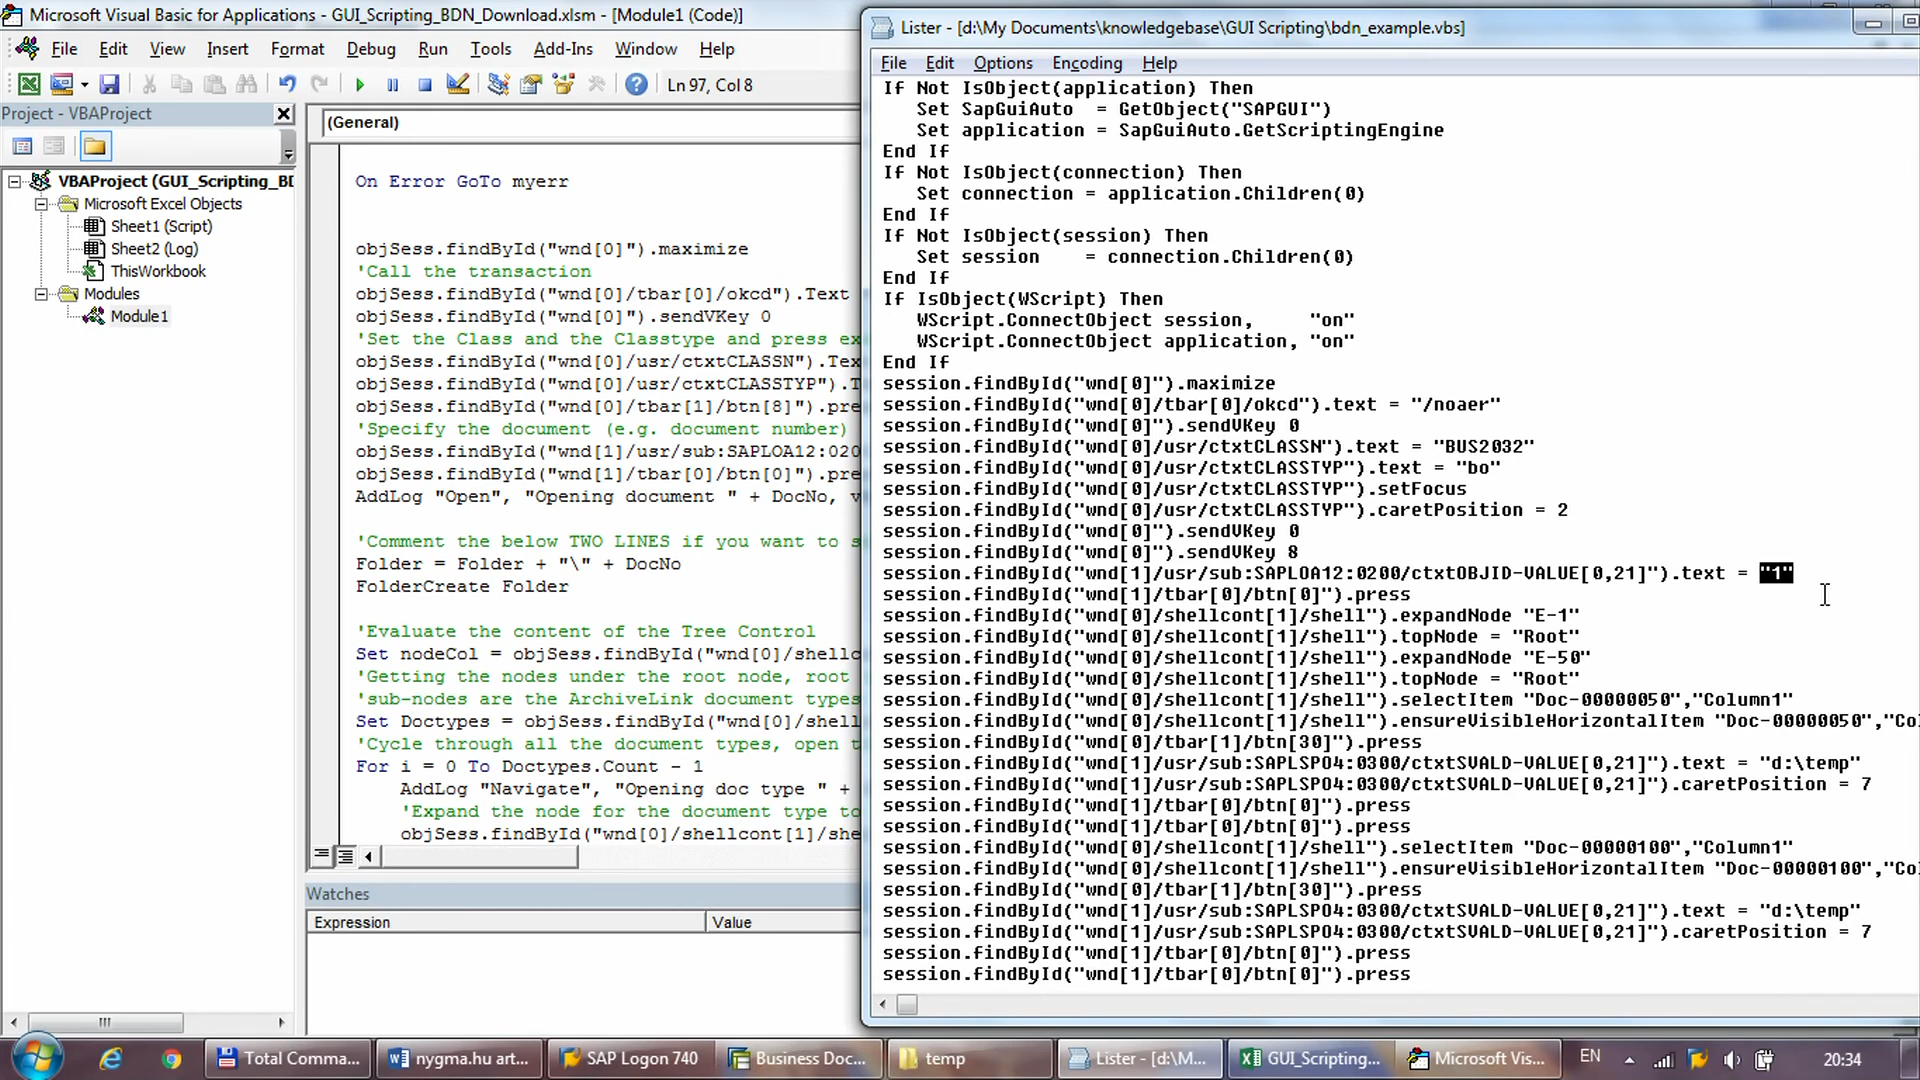 Microsoft Visual Basic for Applications - GUI_Scripting_BDN_Download.xlsm - [Module1 (Code)]
File Edit View Insert Format Debug Run Tools Add-Ins Window Help
Ln 97, Col 8
Project - VBAProject
VBAProject (GUI_Scripting_BI
Microsoft Excel Objects
Sheet1 (Script)
Sheet2 (Log)
ThisWorkbook
Modules
Module1
(General)
On Error GoTo myerr
objSess.findById("wnd[0]").maximize
'Call the transaction
objSess.findById("wnd[0]/tbar[0]/okcd").Text
objSess.findById("wnd[0]").sendVKey 0
'Set the Class and the Classtype and press ex
objSess.findById("wnd[0]/usr/ctxtCLASSN").Tex
objSess.findById("wnd[0]/usr/ctxtCLASSTYP").T
objSess.findById("wnd[0]/tbar[1]/btn[8]").pre
'Specify the document (e.g. document number)
objSess.findById("wnd[1]/usr/sub:SAPLOA12:020
objSess.findById("wnd[1]/tbar[0]/btn[0]").pre
AddLog "Open", "Opening document " + DocNo, v
'Comment the below TWO LINES if you want to s
Folder = Folder + "\" + DocNo
FolderCreate Folder
'Evaluate the content of the Tree Control
Set nodeCol = objSess.findById("wnd[0]/shellc
'Getting the nodes under the root node, root
'sub-nodes are the ArchiveLink document types
Set Doctypes = objSess.findById("wnd[0]/shell
'Cycle through all the document types, open t
For i = 0 To Doctypes.Count - 1
AddLog "Navigate", "Opening doc type " +
'Expand the node for the document type to
objSess.findById("wnd[0]/shellcont[1]/she
Watches
Expression Value
Lister - [d:\My Documents\knowledgebase\GUI Scripting\bdn_example.vbs]
File Edit Options Encoding Help
If Not IsObject(application) Then
Set SapGuiAuto = GetObject("SAPGUI")
Set application = SapGuiAuto.GetScriptingEngine
End If
If Not IsObject(connection) Then
Set connection = application.Children(0)
End If
If Not IsObject(session) Then
Set session = connection.Children(0)
End If
If IsObject(WScript) Then
WScript.ConnectObject session, "on"
WScript.ConnectObject application, "on"
End If
session.findById("wnd[0]").maximize
session.findById("wnd[0]/tbar[0]/okcd").text = "/noaer"
session.findById("wnd[0]").sendVKey 0
session.findById("wnd[0]/usr/ctxtCLASSN").text = "BUS2032"
session.findById("wnd[0]/usr/ctxtCLASSTYP").text = "bo"
session.findById("wnd[0]/usr/ctxtCLASSTYP").setFocus
session.findById("wnd[0]/usr/ctxtCLASSTYP").caretPosition = 2
session.findById("wnd[0]").sendVKey 0
session.findById("wnd[0]").sendVKey 8
session.findById("wnd[1]/usr/sub:SAPLOA12:0200/ctxtOBJID-VALUE[0,21]").text = "1"
session.findById("wnd[1]/tbar[0]/btn[0]").press
session.findById("wnd[0]/shellcont[1]/shell").expandNode "E-1"
session.findById("wnd[0]/shellcont[1]/shell").topNode = "Root"
session.findById("wnd[0]/shellcont[1]/shell").expandNode "E-50"
session.findById("wnd[0]/shellcont[1]/shell").topNode = "Root"
session.findById("wnd[0]/shellcont[1]/shell").selectItem "Doc-00000050","Column1"
session.findById("wnd[0]/shellcont[1]/shell").ensureVisibleHorizontalItem "Doc-00000050","Co
session.findById("wnd[0]/tbar[1]/btn[30]").press
session.findById("wnd[1]/usr/sub:SAPLSPO4:0300/ctxtSVALD-VALUE[0,21]").text = "d:\temp"
session.findById("wnd[1]/usr/sub:SAPLSPO4:0300/ctxtSVALD-VALUE[0,21]").caretPosition = 7
session.findById("wnd[1]/tbar[0]/btn[0]").press
session.findById("wnd[1]/tbar[0]/btn[0]").press
session.findById("wnd[0]/shellcont[1]/shell").selectItem "Doc-00000100","Column1"
session.findById("wnd[0]/shellcont[1]/shell").ensureVisibleHorizontalItem "Doc-00000100","Co
session.findById("wnd[0]/tbar[1]/btn[30]").press
session.findById("wnd[1]/usr/sub:SAPLSPO4:0300/ctxtSVALD-VALUE[0,21]").text = "d:\temp"
session.findById("wnd[1]/usr/sub:SAPLSPO4:0300/ctxtSVALD-VALUE[0,21]").caretPosition = 7
session.findById("wnd[1]/tbar[0]/btn[0]").press
session.findById("wnd[1]/tbar[0]/btn[0]").press
Total Comma... nygma.hu art... SAP Logon 740 Business Doc... temp Lister - [d:\M... GUI_Scripting... Microsoft Vis... EN 20:34